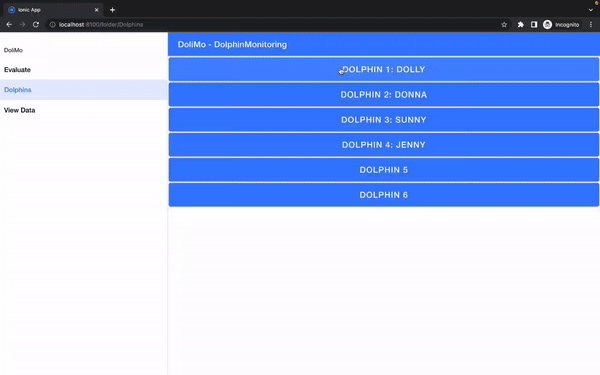 Ionic App
localhost:8100/folder/Dolphins
Incognito
DoliMo
Evaluate
Dolphins
View Data
DoliMo - DolphinMonitoring
DOLPHIN 1: DOLLY
DOLPHIN 2: DONNA
DOLPHIN 3: SUNNY
DOLPHIN 4: JENNY
DOLPHIN 5
DOLPHIN 6